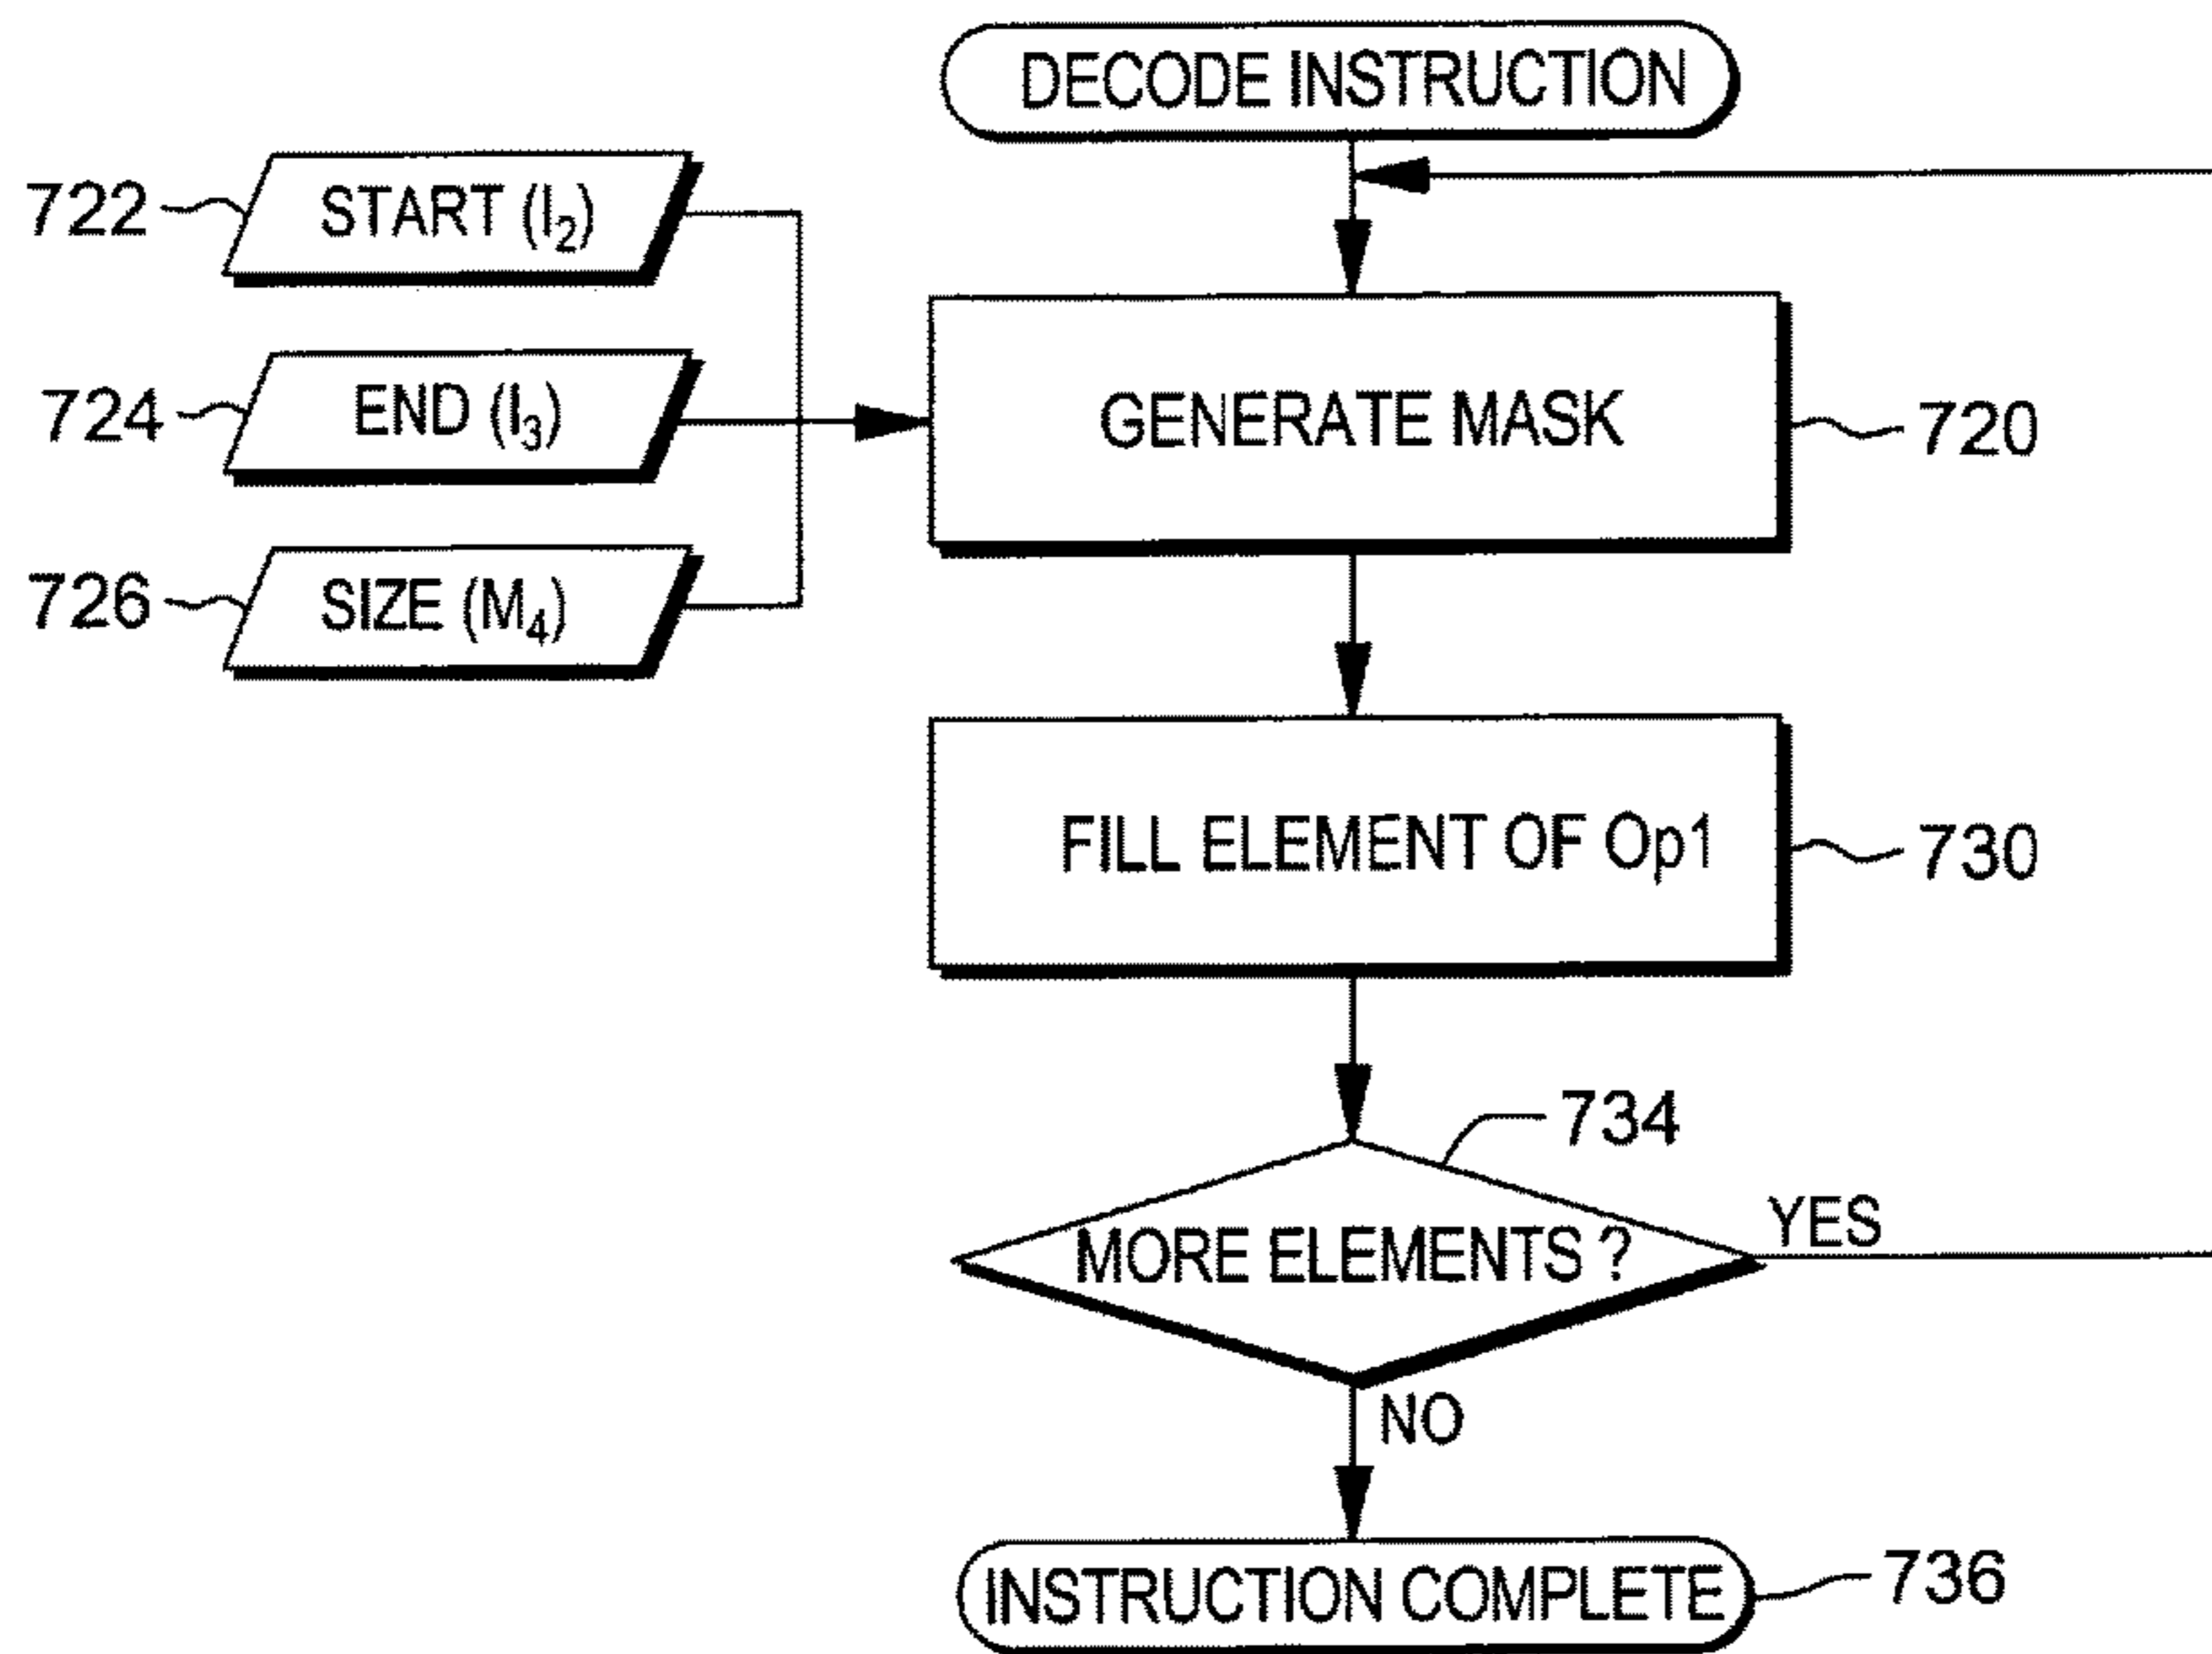 DECODE INSTRUCTION
722
START (I₂)
724
END (I₃)
GENERATE MASK
720
726
SIZE (M₄)
FILL ELEMENT OF Op1
730
734
MORE ELEMENTS ?
YES
NO
INSTRUCTION COMPLETE
736